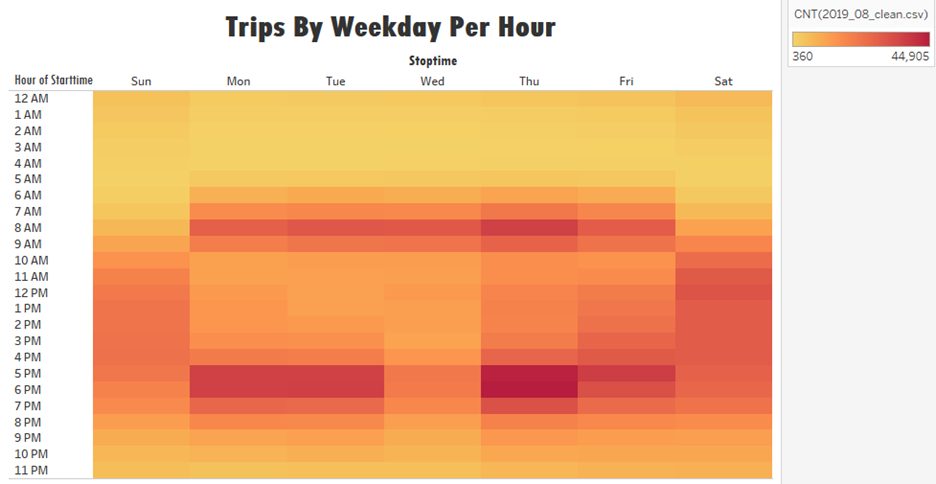 Trips By Weekday Per Hour
CNT(2019_08_clean.csv)
360 44,905
Stoptime
Hour of Starttime Sun Mon Tue Wed Thu Fri Sat
12 AM
1 AM
2 AM
3 AM
4 AM
5 AM
6 AM
7 AM
8 AM
9 AM
10 AM
11 AM
12 PM
1 PM
2 PM
3 PM
4 PM
5 PM
6 PM
7 PM
8 PM
9 PM
10 PM
11 PM